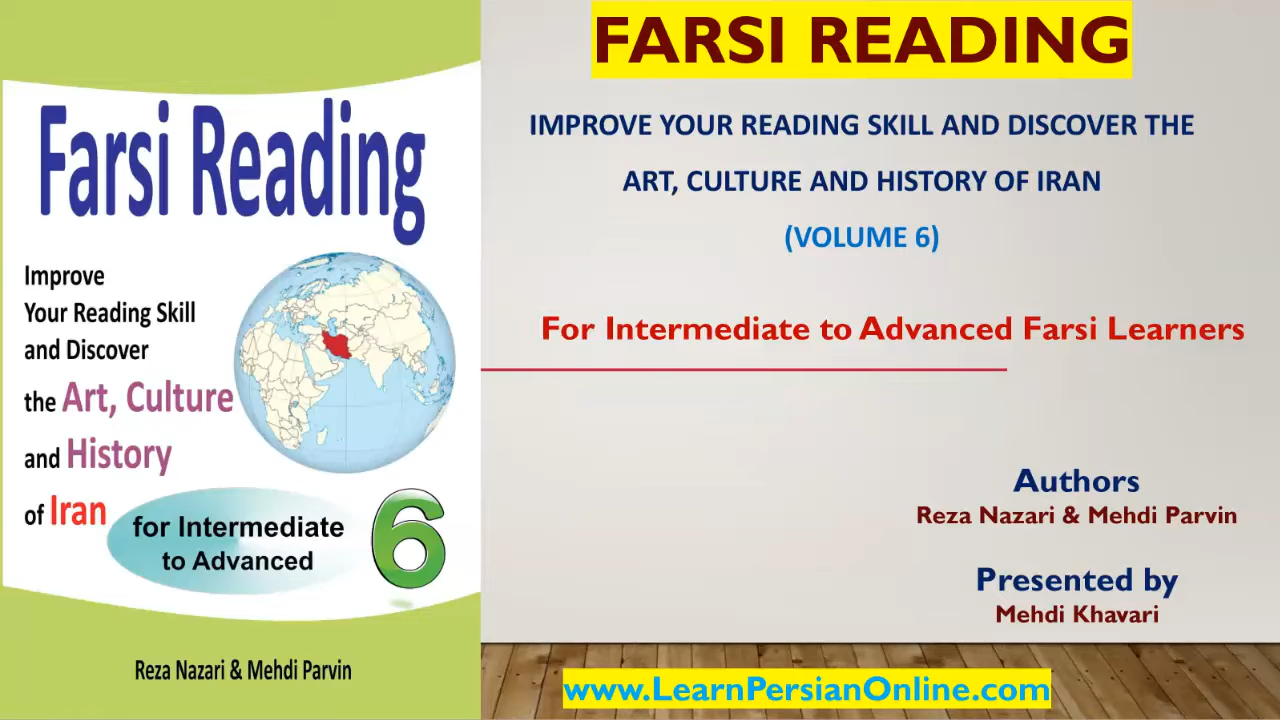 Farsi Reading
Improve
Your Reading Skill
and Discover
the Art, Culture
and History
of Iran
for Intermediate
to Advanced
6
Reza Nazari & Mehdi Parvin
FARSI READING
IMPROVE YOUR READING SKILL AND DISCOVER THE
ART, CULTURE AND HISTORY OF IRAN
(VOLUME 6)
For Intermediate to Advanced Farsi Learners
Authors
Reza Nazari & Mehdi Parvin
Presented by
Mehdi Khavari
www.LearnPersianOnline.com